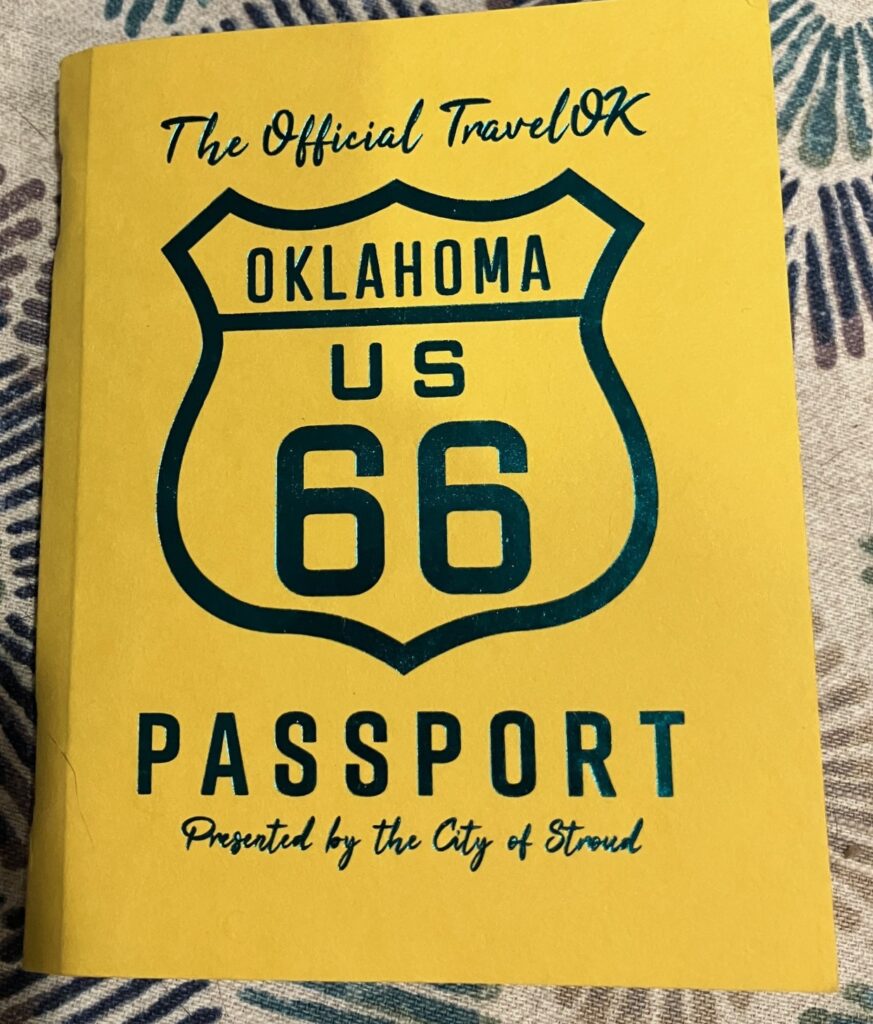 The Official TravelOK
OKLAHOMA
US
66
PASSPORT
Presented by the City of Stroud